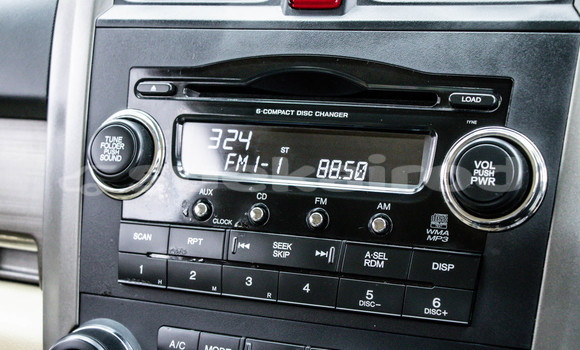 LOAD
6-COMPACT DISC CHANGER
324
ST
FM1-1 88.50
TUNE
FOLDER
PUSH
SOUND
VOL
PUSH
PWR
AUX
CD
FM
AM
CLOCK
WMA
MP3
SCAN
RPT
SEEK
SKIP
A·SEL
RDM
DISP
1 H
2 M
3 R
4
5
DISC−
6
DISC+
A/C
MODE